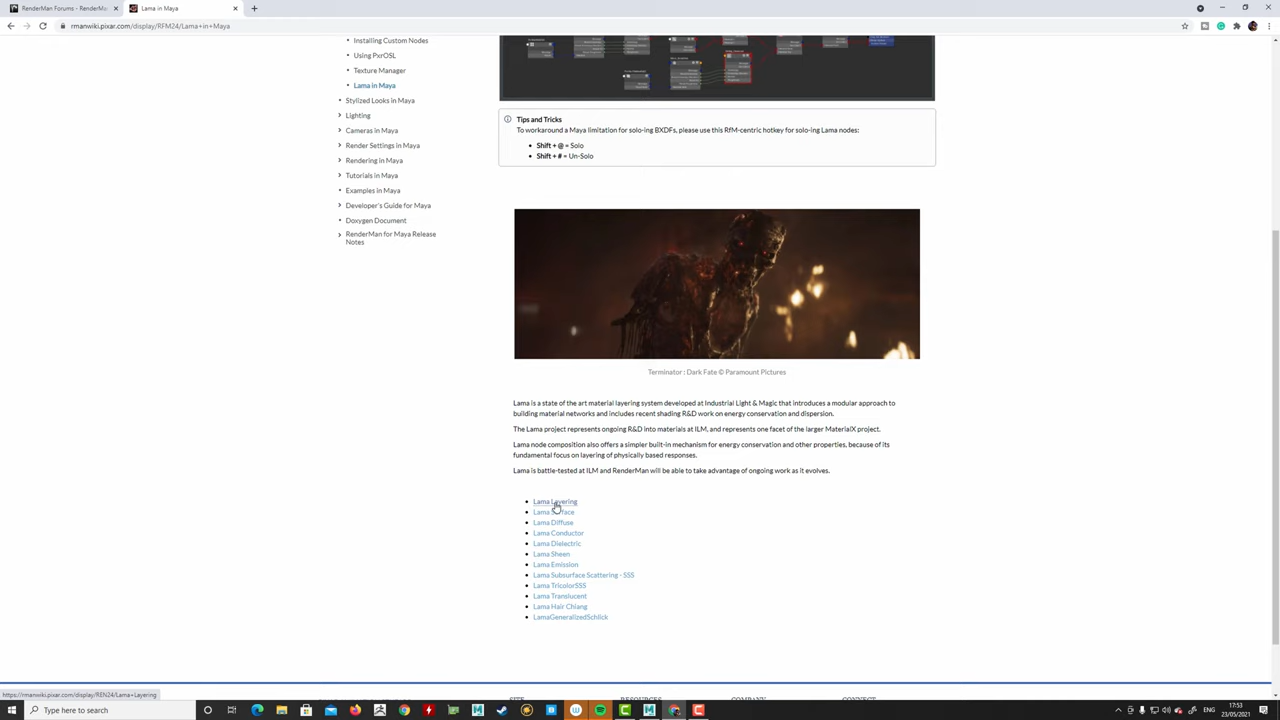 RenderMan Forums - RenderMa
Lama in Maya
rmanwiki.pixar.com/display/RFM24/Lama+in+Maya
Installing Custom Nodes
Using PxrOSL
Texture Manager
Lama in Maya
Stylized Looks in Maya
Lighting
Cameras in Maya
Render Settings in Maya
Rendering in Maya
Tutorials in Maya
Examples in Maya
Developer's Guide for Maya
Doxygen Document
RenderMan for Maya Release
Notes
Tips and Tricks
To workaround a Maya limitation for solo-ing BXDFs, please use this RfM-centric hotkey for solo-ing Lama nodes:
Shift + @ = Solo
Shift + # = Un-Solo
Terminator : Dark Fate © Paramount Pictures
Lama is a state of the art material layering system developed at Industrial Light & Magic that introduces a modular approach to
building material networks and includes recent shading R&D work on energy conservation and dispersion.
The Lama project represents ongoing R&D into materials at ILM, and represents one facet of the larger MaterialX project.
Lama node composition also offers a simpler built-in mechanism for energy conservation and other properties, because of its
fundamental focus on layering of physically based responses.
Lama is battle-tested at ILM and RenderMan will be able to take advantage of ongoing work as it evolves.
Lama Layering
Lama Surface
Lama Diffuse
Lama Conductor
Lama Dielectric
Lama Sheen
Lama Emission
Lama Subsurface Scattering - SSS
Lama TricolorSSS
Lama Translucent
Lama Hair Chiang
LamaGeneralizedSchlick
https://rmanwiki.pixar.com/display/REN24/Lama+Layering
SITE RESOURCES COMPANY CONNECT
Type here to search
ENG
17:53
23/05/2021